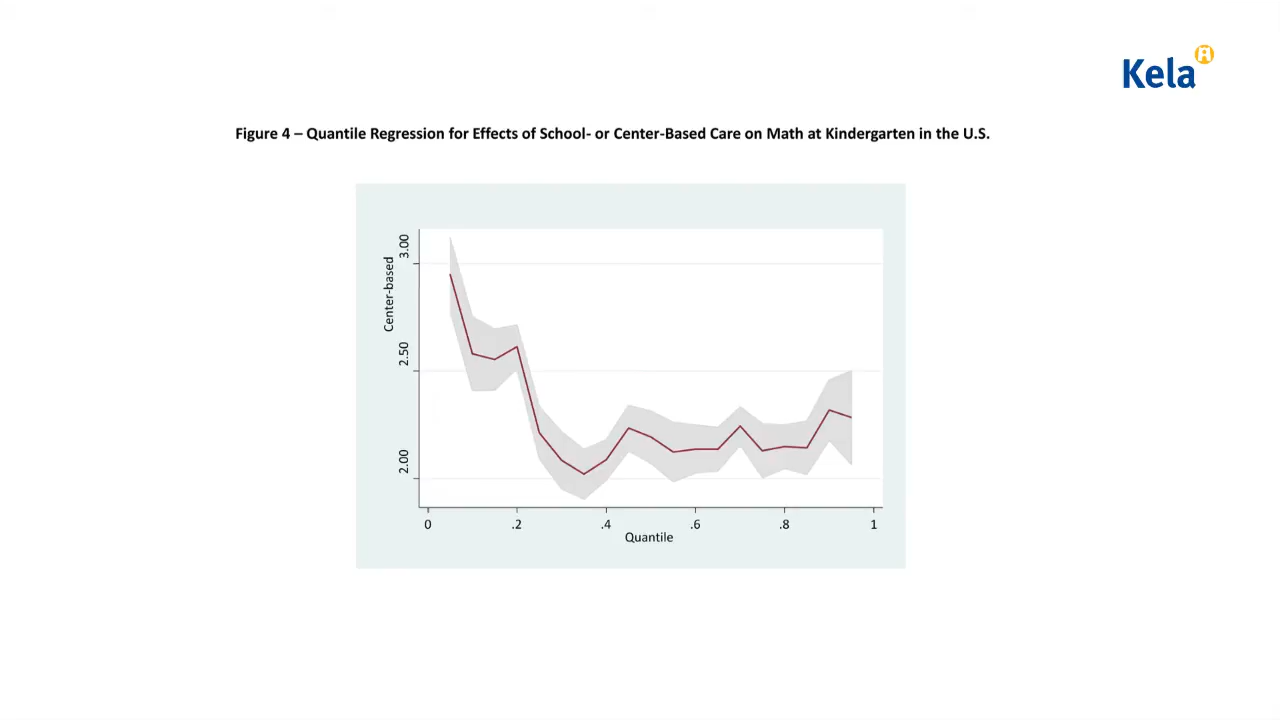 Kela
Figure 4 – Quantile Regression for Effects of School- or Center-Based Care on Math at Kindergarten in the U.S.
Center-based
3.00
2.50
2.00
0 .2 .4 .6 .8 1
Quantile